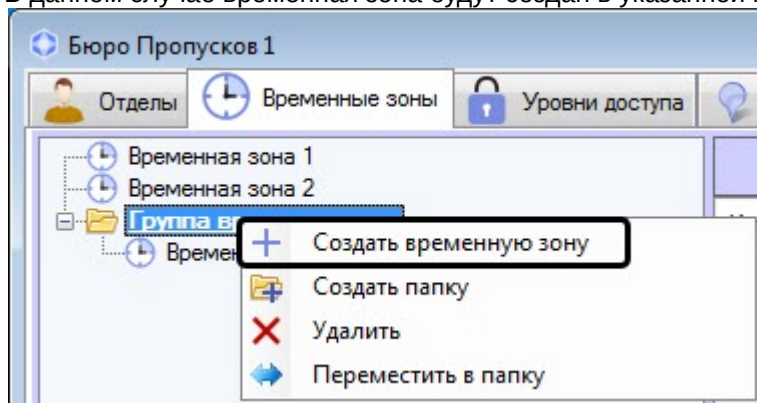 Бюро Пропусков 1
Отделы Временные зоны Уровни доступа
Временная зона 1
Временная зона 2
Группа
Создать временную зону
Создать папку
Удалить
Переместить в папку